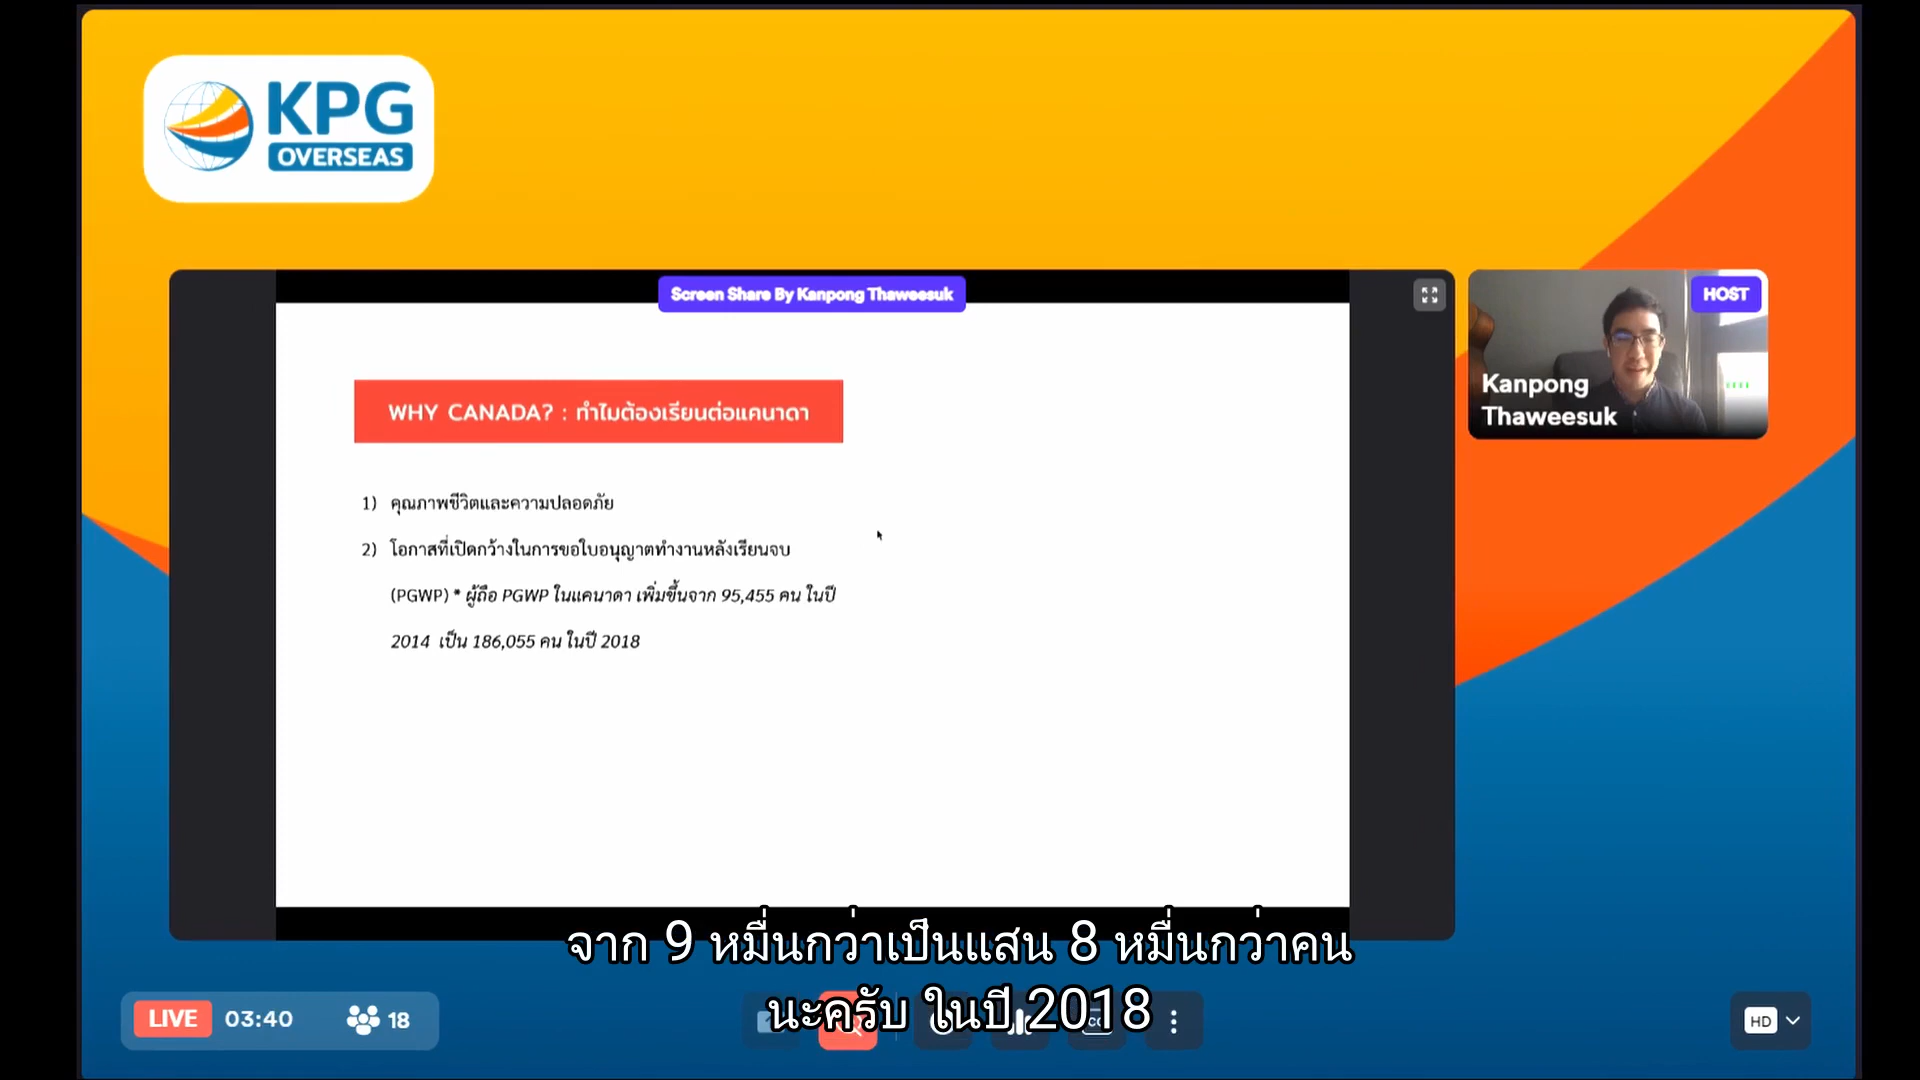 KPG
OVERSEAS
Screen Share By Kanpong Thaweesuk
HOST
Kanpong
Thaweesuk
WHY CANADA? : ทำไมต้องเรียนต่อแคนาดา
1) คุณภาพชีวิตและความปลอดภัย
2) โอกาสที่เปิดกว้างในการขอใบอนุญาตทำงานหลังเรียนจบ
(PGWP) * ผู้ถือ PGWP ในแคนาดา เพิ่มขึ้นจาก 95,455 คน ในปี
2014 เป็น 186,055 คน ในปี 2018
จาก 9 หมื่นกว่าเป็นแสน 8 หมื่นกว่าคน
นะครับ ในปี 2018
LIVE 03:40 18
HD